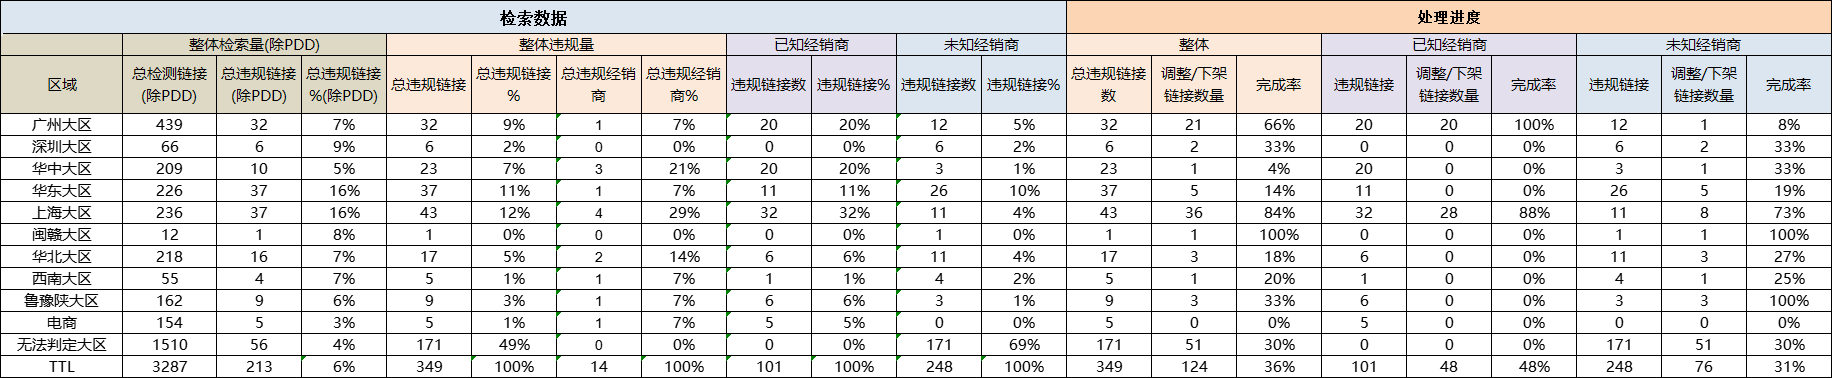 检索数据 处理进度
整体检索量(除PDD) 整体违规量 已知经销商 未知经销商 整体 已知经销商 未知经销商
区域 总检测链接(除PDD) 总违规链接(除PDD) 总违规链接%(除PDD) 总违规链接 总违规链接% 总违规经销商 总违规经销商% 违规链接数 违规链接% 违规链接数 违规链接% 总违规链接数 调整/下架链接数量 完成率 违规链接 调整/下架链接数量 完成率 违规链接 调整/下架链接数量 完成率
广州大区 439 32 7% 32 9% 1 7% 20 20% 12 5% 32 21 66% 20 20 100% 12 1 8%
深圳大区 66 6 9% 6 2% 0 0% 0 0% 6 2% 6 2 33% 0 0 0% 6 2 33%
华中大区 209 10 5% 23 7% 3 21% 20 20% 3 1% 23 1 4% 20 0 0% 3 1 33%
华东大区 226 37 16% 37 11% 1 7% 11 11% 26 10% 37 5 14% 11 0 0% 26 5 19%
上海大区 236 37 16% 43 12% 4 29% 32 32% 11 4% 43 36 84% 32 28 88% 11 8 73%
闽赣大区 12 1 8% 1 0% 0 0% 0 0% 1 0% 1 1 100% 0 0 0% 1 1 100%
华北大区 218 16 7% 17 5% 2 14% 6 6% 11 4% 17 3 18% 6 0 0% 11 3 27%
西南大区 55 4 7% 5 1% 1 7% 1 1% 4 2% 5 1 20% 1 0 0% 4 1 25%
鲁豫陕大区 162 9 6% 9 3% 1 7% 6 6% 3 1% 9 3 33% 6 0 0% 3 3 100%
电商 154 5 3% 5 1% 1 7% 5 5% 0 0% 5 0 0% 5 0 0% 0 0 0%
无法判定大区 1510 56 4% 171 49% 0 0% 0 0% 171 69% 171 51 30% 0 0 0% 171 51 30%
TTL 3287 213 6% 349 100% 14 100% 101 100% 248 100% 349 124 36% 101 48 48% 248 76 31%